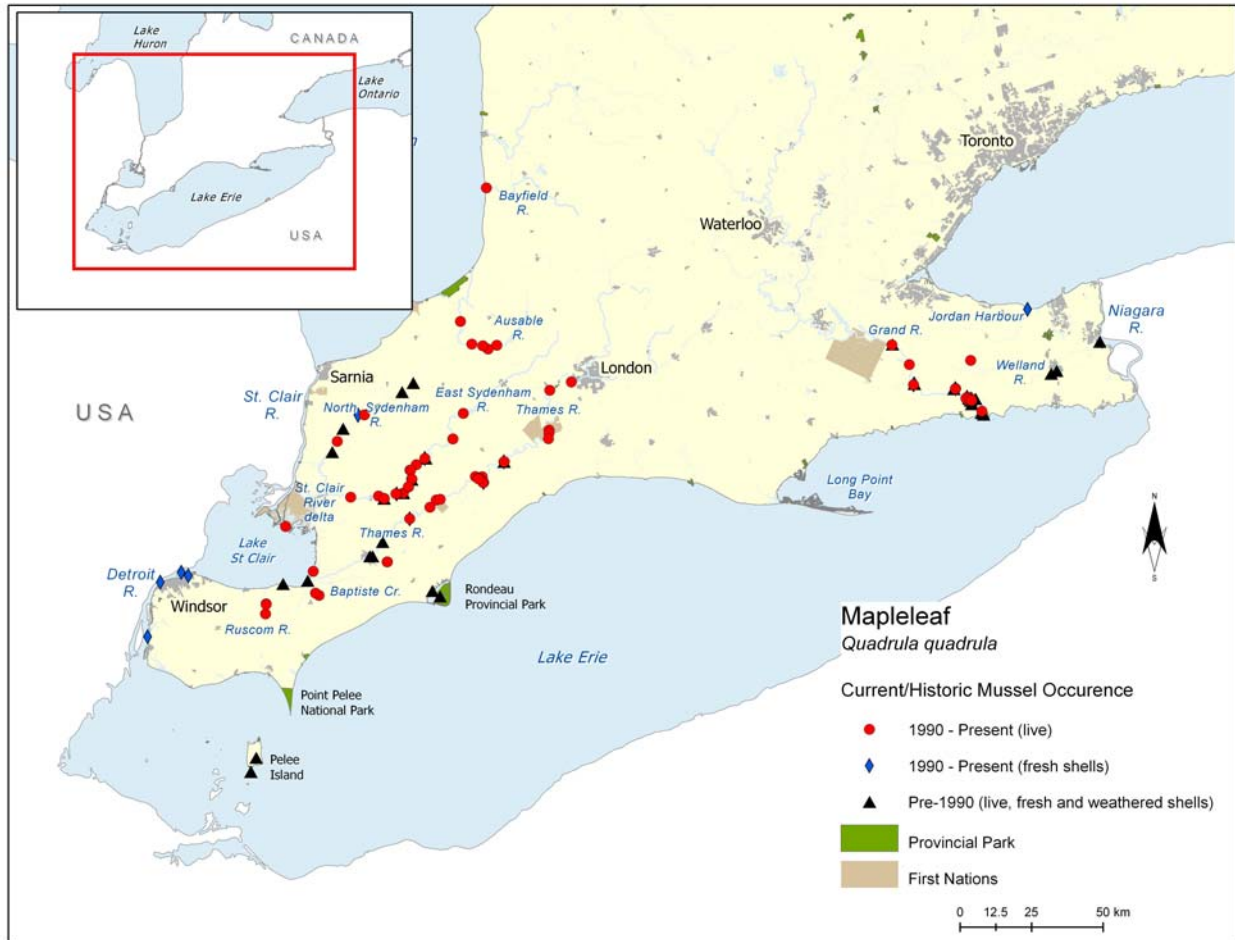 Lake
Huron
CANADA
Lake
Ontario
Lake Erie
USA
Toronto
Bayfield
R.
Waterloo
Ausable
R.
Grand R.
Jordan Harbour
Niagara
R.
Welland
R.
Sarnia
London
East Sydenham
R.
St. Clair
R.
North Sydenham
R.
Thames R.
USA
St. Clair
River
delta
Long Point
Bay
Thames R.
Lake
St Clair
N
S
Detroit
R.
Windsor
Baptiste Cr.
Rondeau
Provincial Park
Ruscom R.
Lake Erie
Point Pelee
National Park
Pelee
Island
Mapleleaf
Quadrula quadrula
Current/Historic Mussel Occurence
1990 - Present (live)
1990 - Present (fresh shells)
Pre-1990 (live, fresh and weathered shells)
Provincial Park
First Nations
0 12.5 25 50 km